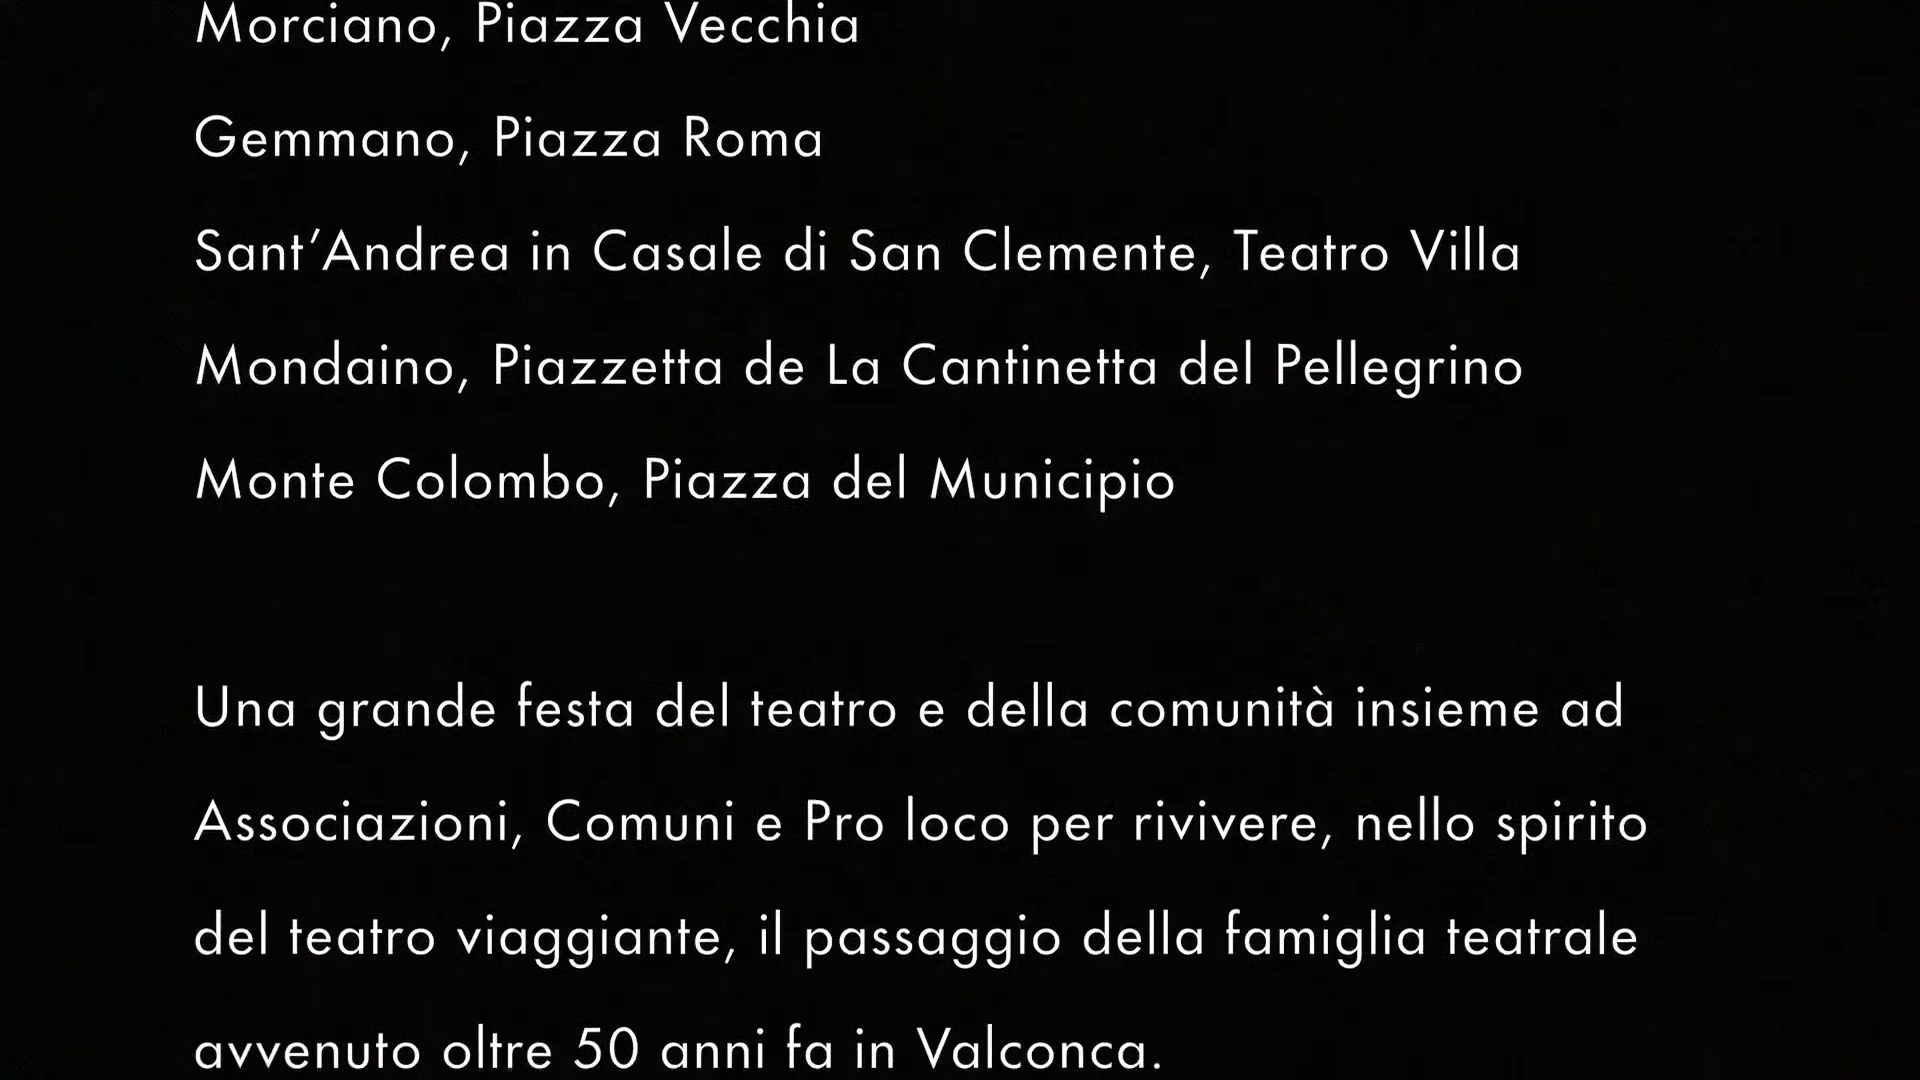 Morciano, Piazza Vecchia
Gemmano, Piazza Roma
Sant’Andrea in Casale di San Clemente, Teatro Villa
Mondaino, Piazzetta de La Cantinetta del Pellegrino
Monte Colombo, Piazza del Municipio
Una grande festa del teatro e della comunità insieme ad
Associazioni, Comuni e Pro loco per rivivere, nello spirito
del teatro viaggiante, il passaggio della famiglia teatrale
avvenuto oltre 50 anni fa in Valconca.